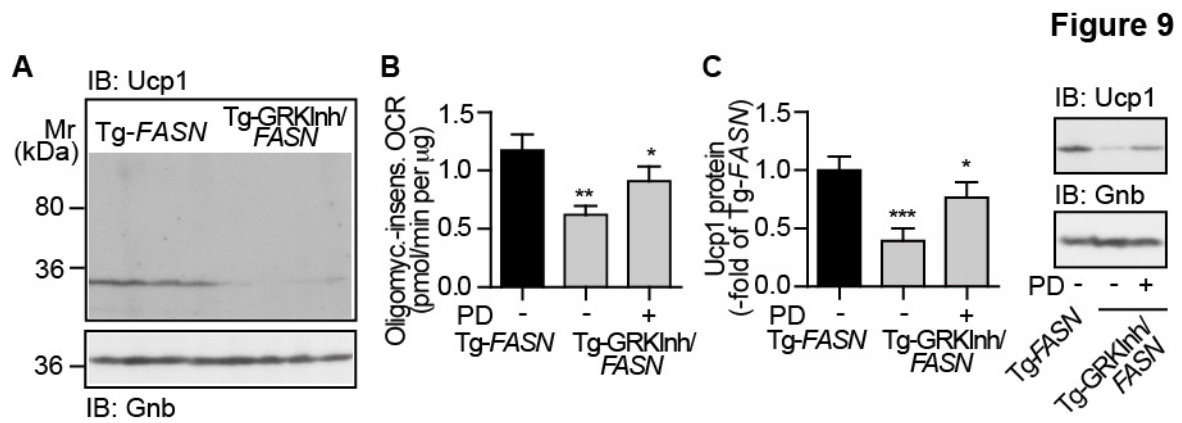 Figure 9
A
IB: Ucp1
Mr
(kDa)
Tg-FASN
Tg-GRKInh/
FASN
80
36
36
IB: Gnb
B
Oligomyc.-insens. OCR
(pmol/min per µg)
1.5
1.0
0.5
0.0
**
*
PD - - +
Tg-FASN
Tg-GRKInh/
FASN
C
Ucp1 protein
(-fold of Tg-FASN)
1.5
1.0
0.5
0.0
***
*
PD - - +
Tg-FASN
Tg-GRKInh/
FASN
IB: Ucp1
IB: Gnb
PD - - +
Tg-FASN
Tg-GRKInh/
FASN